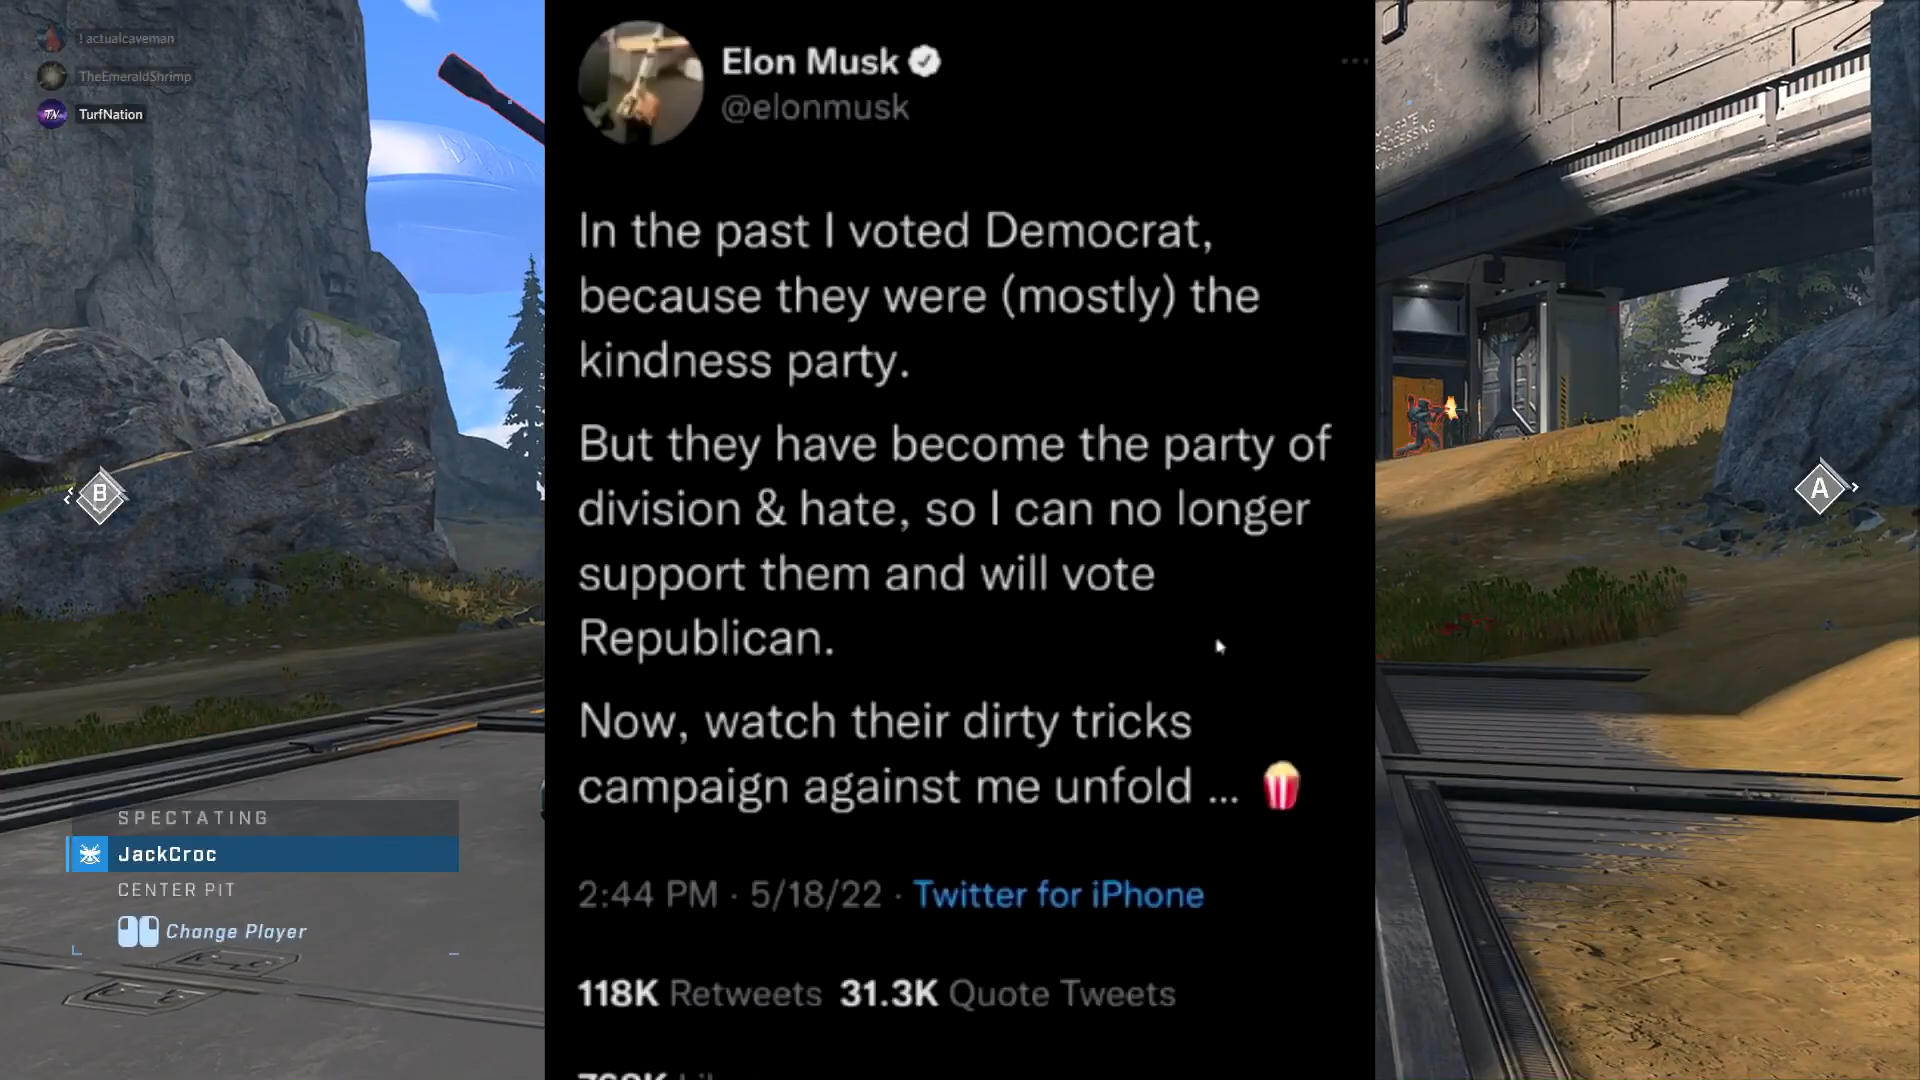 ! actualcaveman
TheEmeraldShrimp
TN TurfNation
Elon Musk
@elonmusk
In the past I voted Democrat,
because they were (mostly) the
kindness party.
But they have become the party of
division & hate, so I can no longer
support them and will vote
Republican.
Now, watch their dirty tricks
campaign against me unfold ... 🍿
2:44 PM · 5/18/22 · Twitter for iPhone
118K Retweets 31.3K Quote Tweets
B
A
SPECTATING
JackCroc
CENTER PIT
Change Player